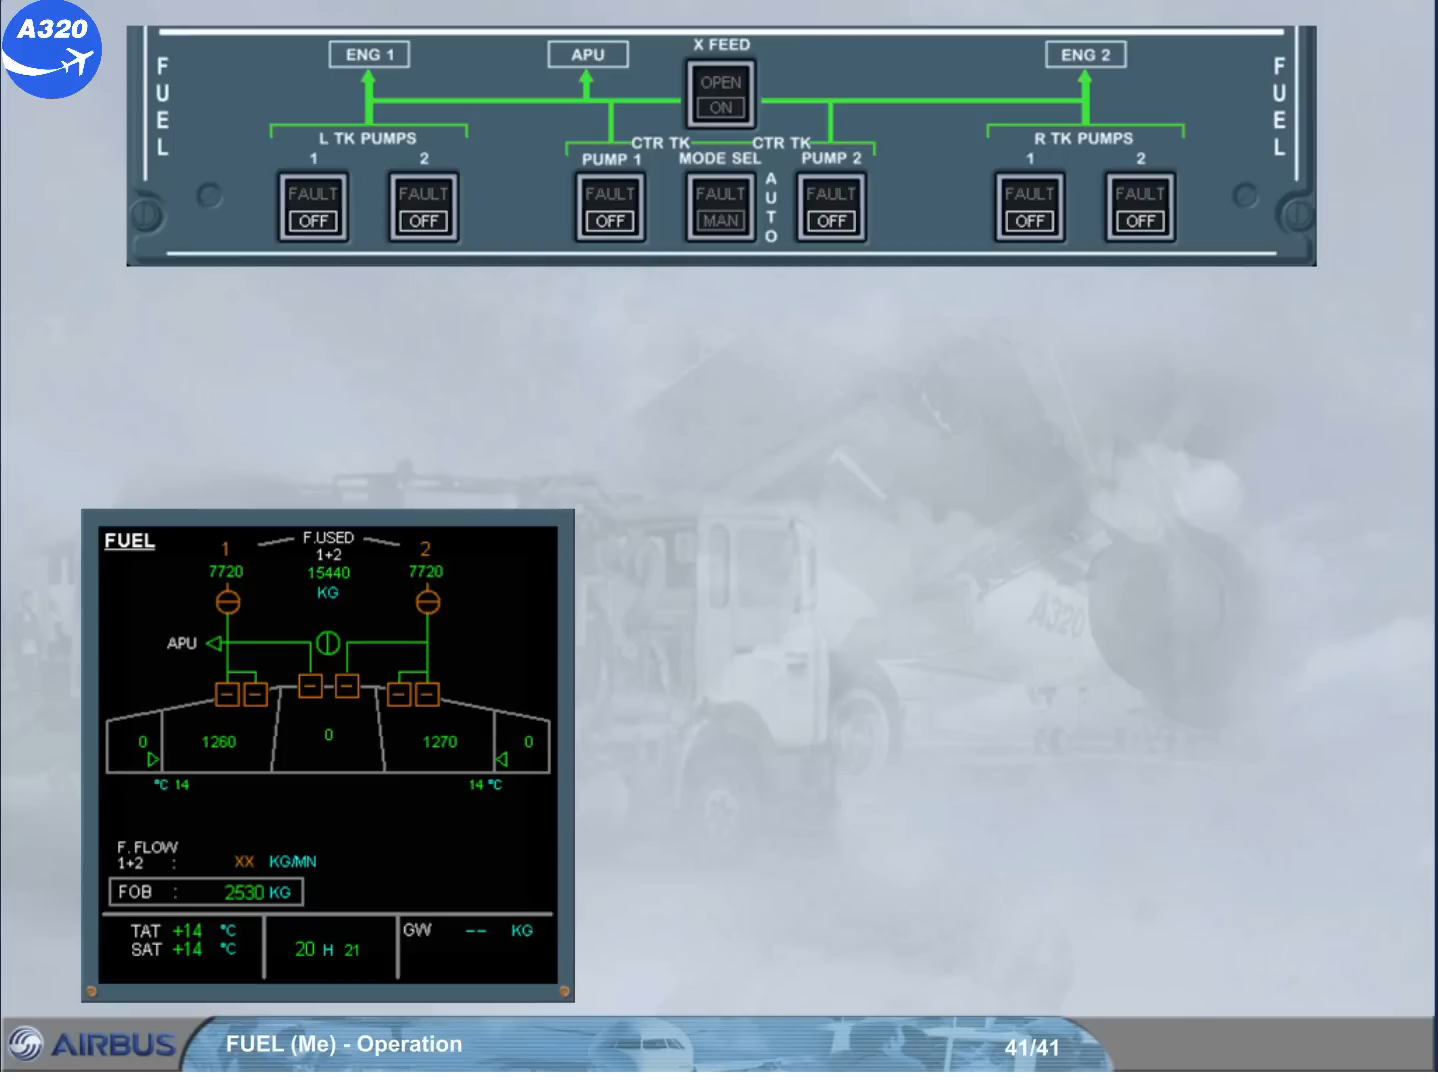 A320
FUEL
ENG 1
APU
X FEED
OPEN
ON
ENG 2
FUEL
L TK PUMPS
1 2
CTR TK CTR TK
PUMP 1 MODE SEL PUMP 2
R TK PUMPS
1 2
FAULT
OFF
FAULT
OFF
FAULT
OFF
FAULT
MAN
AUTO
FAULT
OFF
FAULT
OFF
FAULT
OFF
A320
FUEL
1 F.USED 2
1+2
7720 15440 7720
KG
APU
0 1260 0 1270 0
°C 14 14 °C
F.FLOW
1+2 : XX KG/MN
FOB : 2530 KG
TAT +14 °C
SAT +14 °C
20 H 21
GW -- KG
AIRBUS
FUEL (Me) - Operation
41/41